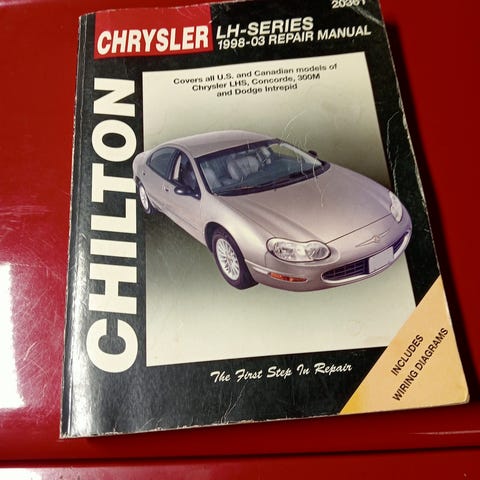 20361
CHRYSLER
LH-SERIES
1998-03 REPAIR MANUAL
Covers all U.S. and Canadian models of
Chrysler LHS, Concorde, 300M
and Dodge Intrepid
CHILTON
The First Step In Repair
INCLUDES
WIRING DIAGRAMS